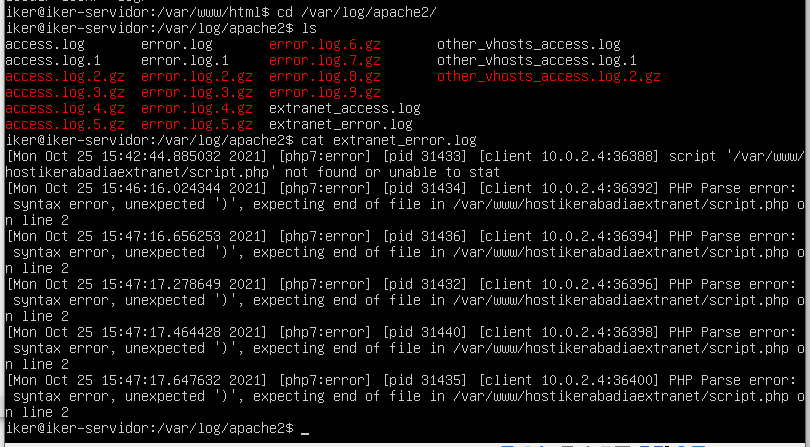 iker@iker-servidor:/var/www/html$ cd /var/log/apache2/
iker@iker-servidor:/var/log/apache2$ ls
access.log error.log error.log.6.gz other_vhosts_access.log
access.log.1 error.log.1 error.log.7.gz other_vhosts_access.log.1
access.log.2.gz error.log.2.gz error.log.8.gz other_vhosts_access.log.2.gz
access.log.3.gz error.log.3.gz error.log.9.gz
access.log.4.gz error.log.4.gz extranet_access.log
access.log.5.gz error.log.5.gz extranet_error.log
iker@iker-servidor:/var/log/apache2$ cat extranet_error.log
[Mon Oct 25 15:42:44.885032 2021] [php7:error] [pid 31433] [client 10.0.2.4:36388] script '/var/www/
hostikerabadiaextranet/script.php' not found or unable to stat
[Mon Oct 25 15:46:16.024344 2021] [php7:error] [pid 31434] [client 10.0.2.4:36392] PHP Parse error:
 syntax error, unexpected ')', expecting end of file in /var/www/hostikerabadiaextranet/script.php o
n line 2
[Mon Oct 25 15:47:16.656253 2021] [php7:error] [pid 31436] [client 10.0.2.4:36394] PHP Parse error:
 syntax error, unexpected ')', expecting end of file in /var/www/hostikerabadiaextranet/script.php o
n line 2
[Mon Oct 25 15:47:17.278649 2021] [php7:error] [pid 31432] [client 10.0.2.4:36396] PHP Parse error:
 syntax error, unexpected ')', expecting end of file in /var/www/hostikerabadiaextranet/script.php o
n line 2
[Mon Oct 25 15:47:17.464428 2021] [php7:error] [pid 31440] [client 10.0.2.4:36398] PHP Parse error:
 syntax error, unexpected ')', expecting end of file in /var/www/hostikerabadiaextranet/script.php o
n line 2
[Mon Oct 25 15:47:17.647632 2021] [php7:error] [pid 31435] [client 10.0.2.4:36400] PHP Parse error:
 syntax error, unexpected ')', expecting end of file in /var/www/hostikerabadiaextranet/script.php o
n line 2
iker@iker-servidor:/var/log/apache2$ _